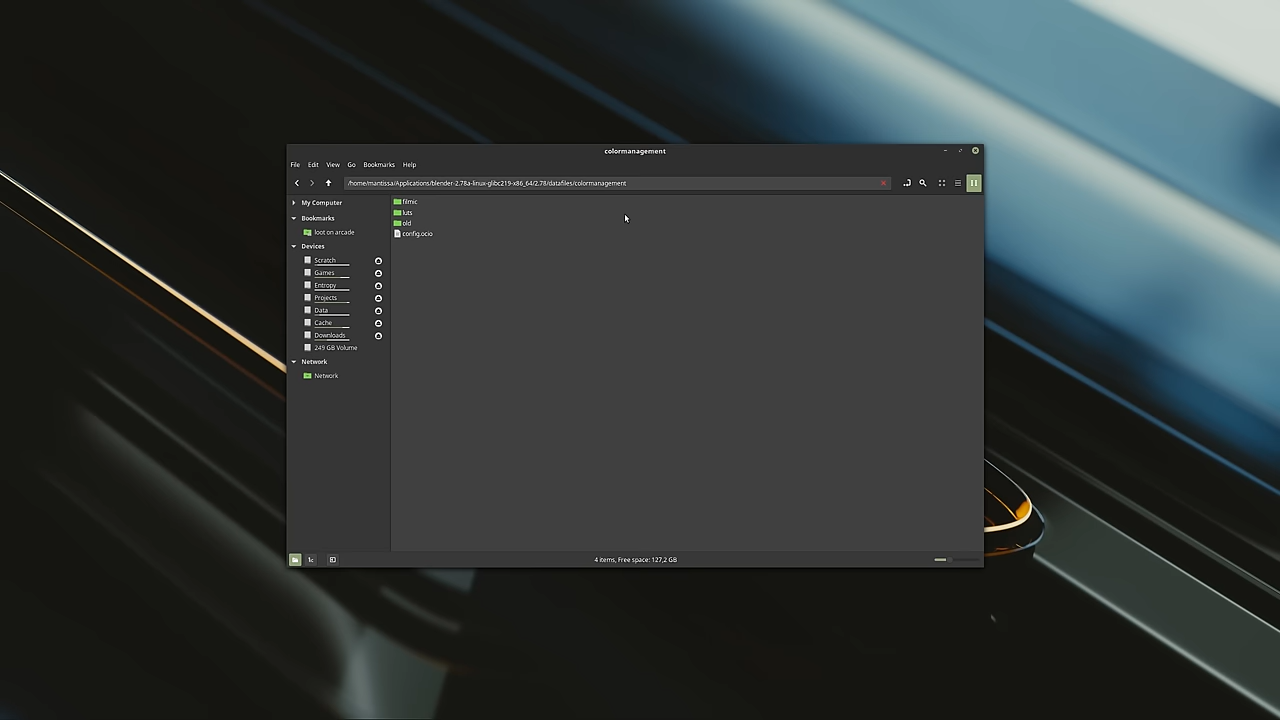 colormanagement
File Edit View Go Bookmarks Help
/home/mantissa/Applications/blender-2.78a-linux-glibc219-x86_64/2.78/datafiles/colormanagement
My Computer
Bookmarks
loot on arcade
Devices
Scratch
Games
Entropy
Projects
Data
Cache
Downloads
249 GB Volume
Network
Network
filmic
luts
old
config.ocio
4 items, Free space: 127,2 GB